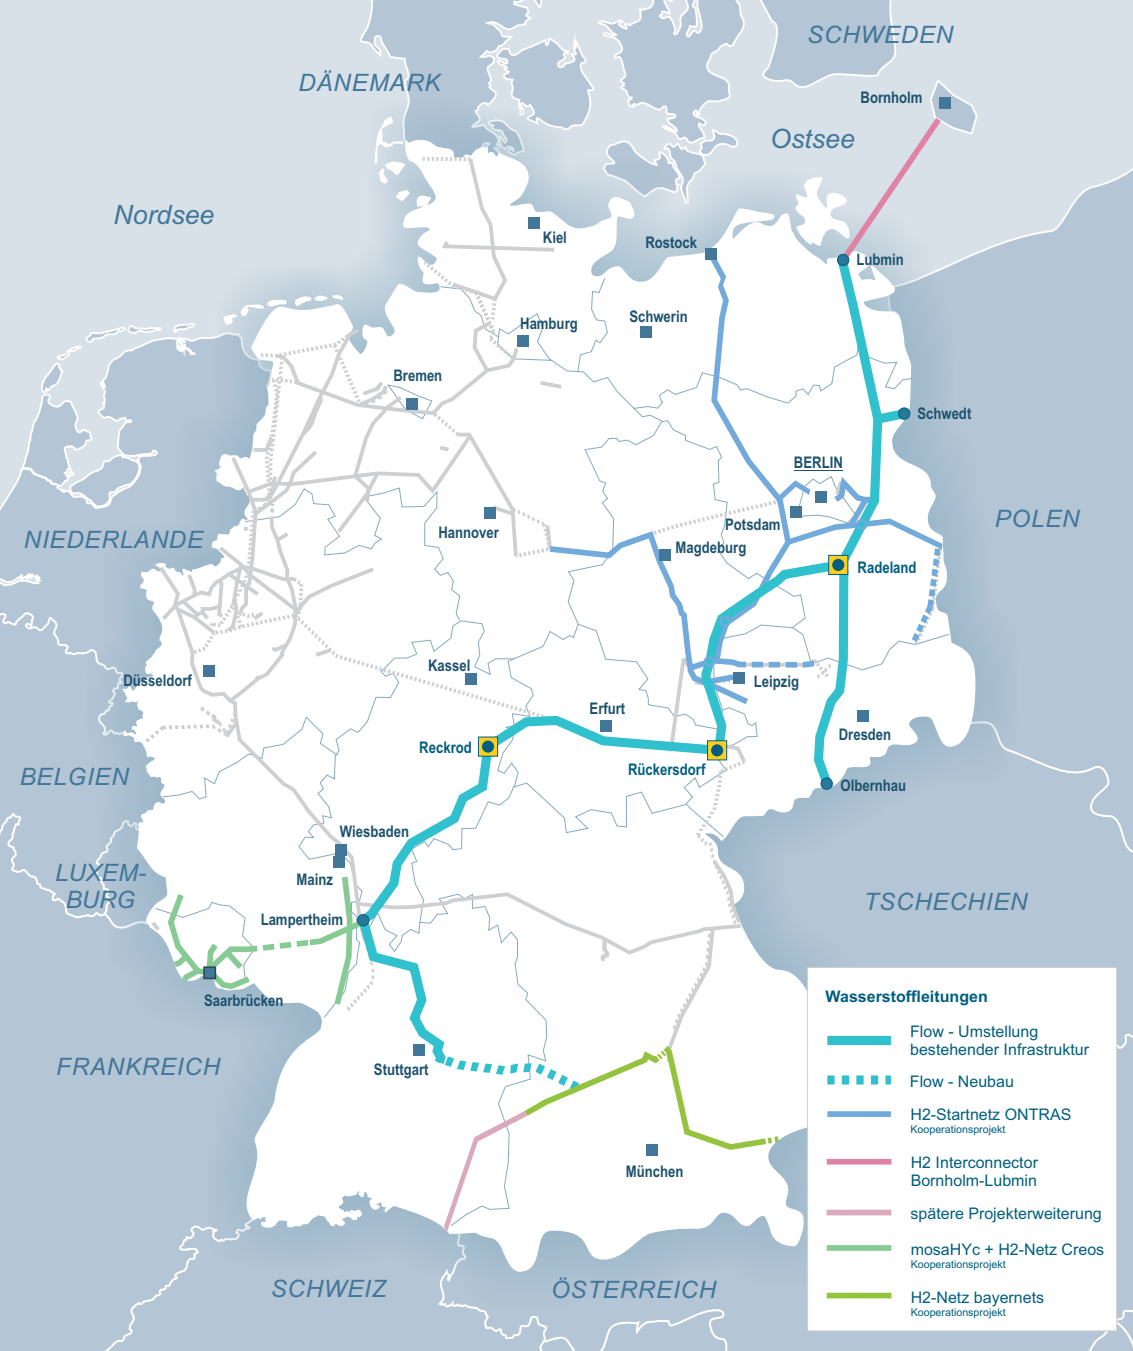 SCHWEDEN
DÄNEMARK
Bornholm
Ostsee
Nordsee
Kiel
Rostock
Lubmin
Schwerin
Hamburg
Bremen
Schwedt
BERLIN
Potsdam
POLEN
NIEDERLANDE
Hannover
Magdeburg
Radeland
Kassel
Düsseldorf
Leipzig
Erfurt
Dresden
Reckrod
Rückersdorf
BELGIEN
Olbernhau
Wiesbaden
LUXEM-
BURG
Mainz
TSCHECHIEN
Lampertheim
Saarbrücken
FRANKREICH
Stuttgart
München
SCHWEIZ
ÖSTERREICH
Wasserstoffleitungen
Flow - Umstellung
bestehender Infrastruktur
Flow - Neubau
H2-Startnetz ONTRAS
Kooperationsprojekt
H2 Interconnector
Bornholm-Lubmin
spätere Projekterweiterung
mosaHYc + H2-Netz Creos
Kooperationsprojekt
H2-Netz bayernets
Kooperationsprojekt